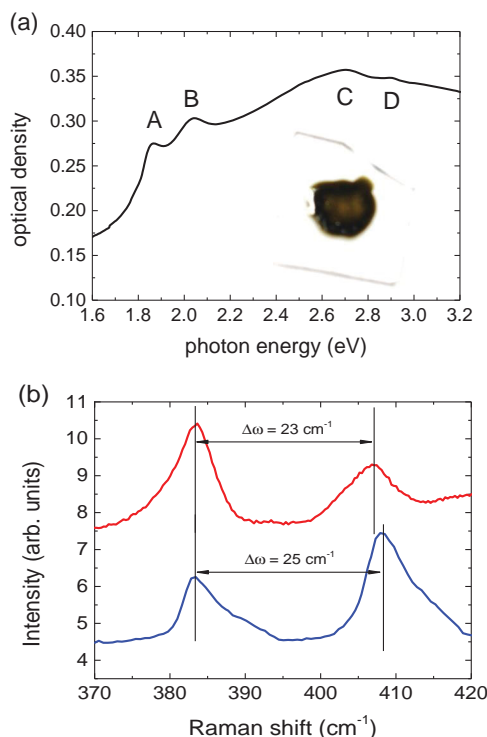 (a)
0.40
0.35
0.30
0.25
0.20
0.15
0.10
optical density
A
B
C
D
1.6 1.8 2.0 2.2 2.4 2.6 2.8 3.0 3.2
photon energy (eV)
(b)
11
10
9
8
7
6
5
4
Intensity (arb. units)
Δω = 23 cm⁻¹
Δω = 25 cm⁻¹
370 380 390 400 410 420
Raman shift (cm⁻¹)